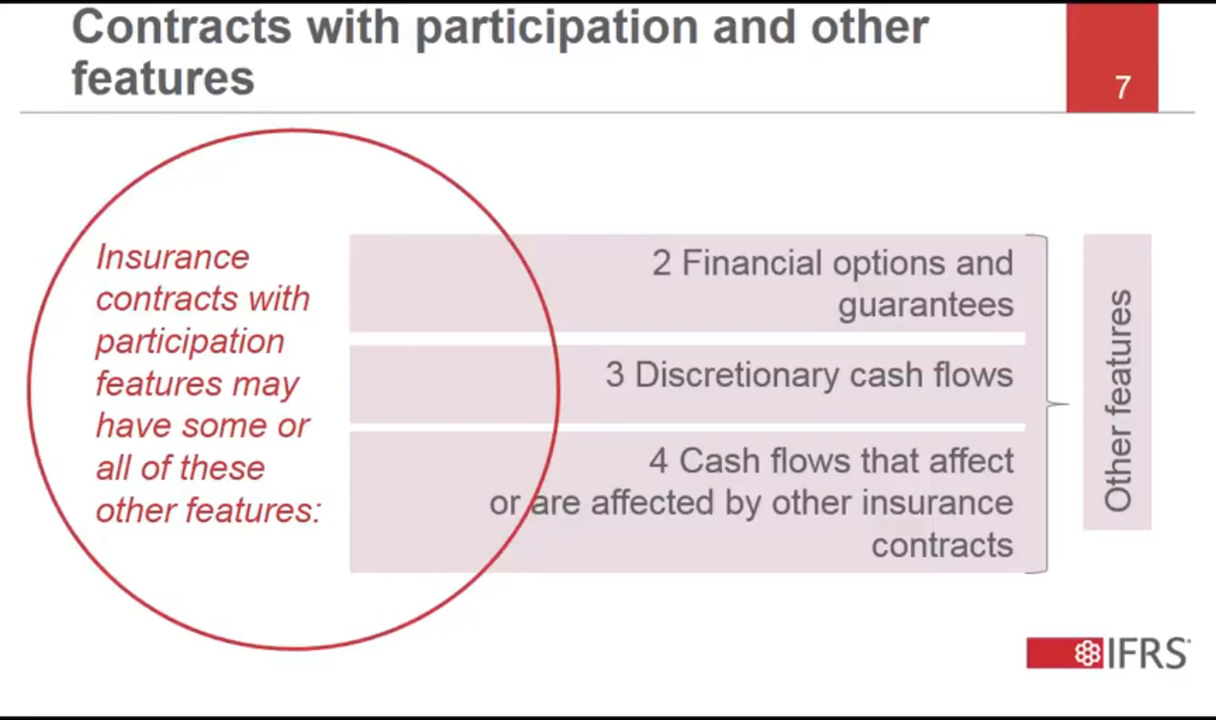 Contracts with participation and other
features
7
Insurance
contracts with
participation
features may
have some or
all of these
other features:
2 Financial options and
guarantees
3 Discretionary cash flows
4 Cash flows that affect
or are affected by other insurance
contracts
Other features
IFRS